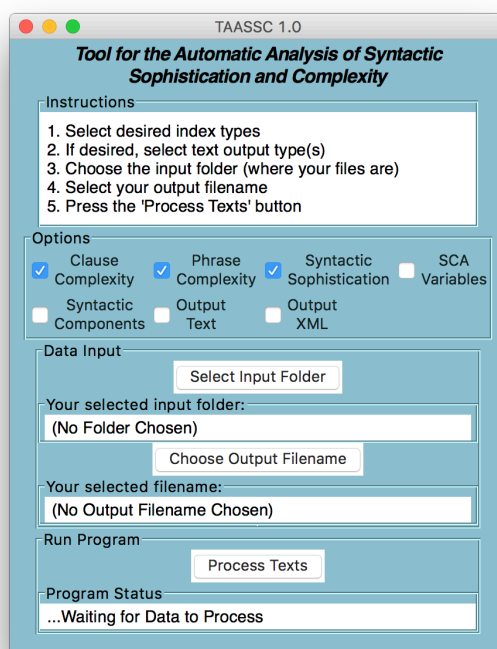 TAASSC 1.0
Tool for the Automatic Analysis of Syntactic
Sophistication and Complexity
Instructions
1. Select desired index types
2. If desired, select text output type(s)
3. Choose the input folder (where your files are)
4. Select your output filename
5. Press the 'Process Texts' button
Options
Clause Complexity
Phrase Complexity
Syntactic Sophistication
SCA Variables
Syntactic Components
Output Text
Output XML
Data Input
Select Input Folder
Your selected input folder:
(No Folder Chosen)
Choose Output Filename
Your selected filename:
(No Output Filename Chosen)
Run Program
Process Texts
Program Status
...Waiting for Data to Process